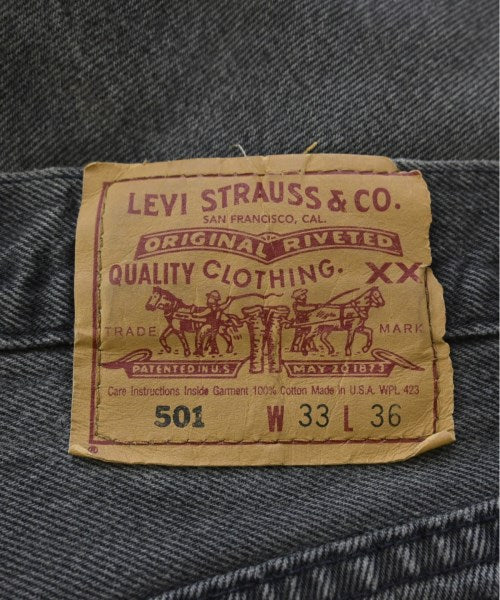 LEVI STRAUSS & CO.
SAN FRANCISCO, CAL.
ORIGINAL RIVETED
QUALITY CLOTHING. XX
TRADE MARK
PATENTED IN U.S. MAY 20 1873
Care Instructions Inside Garment 100% Cotton Made in U.S.A. WPL 423
501 W 33 L 36
®